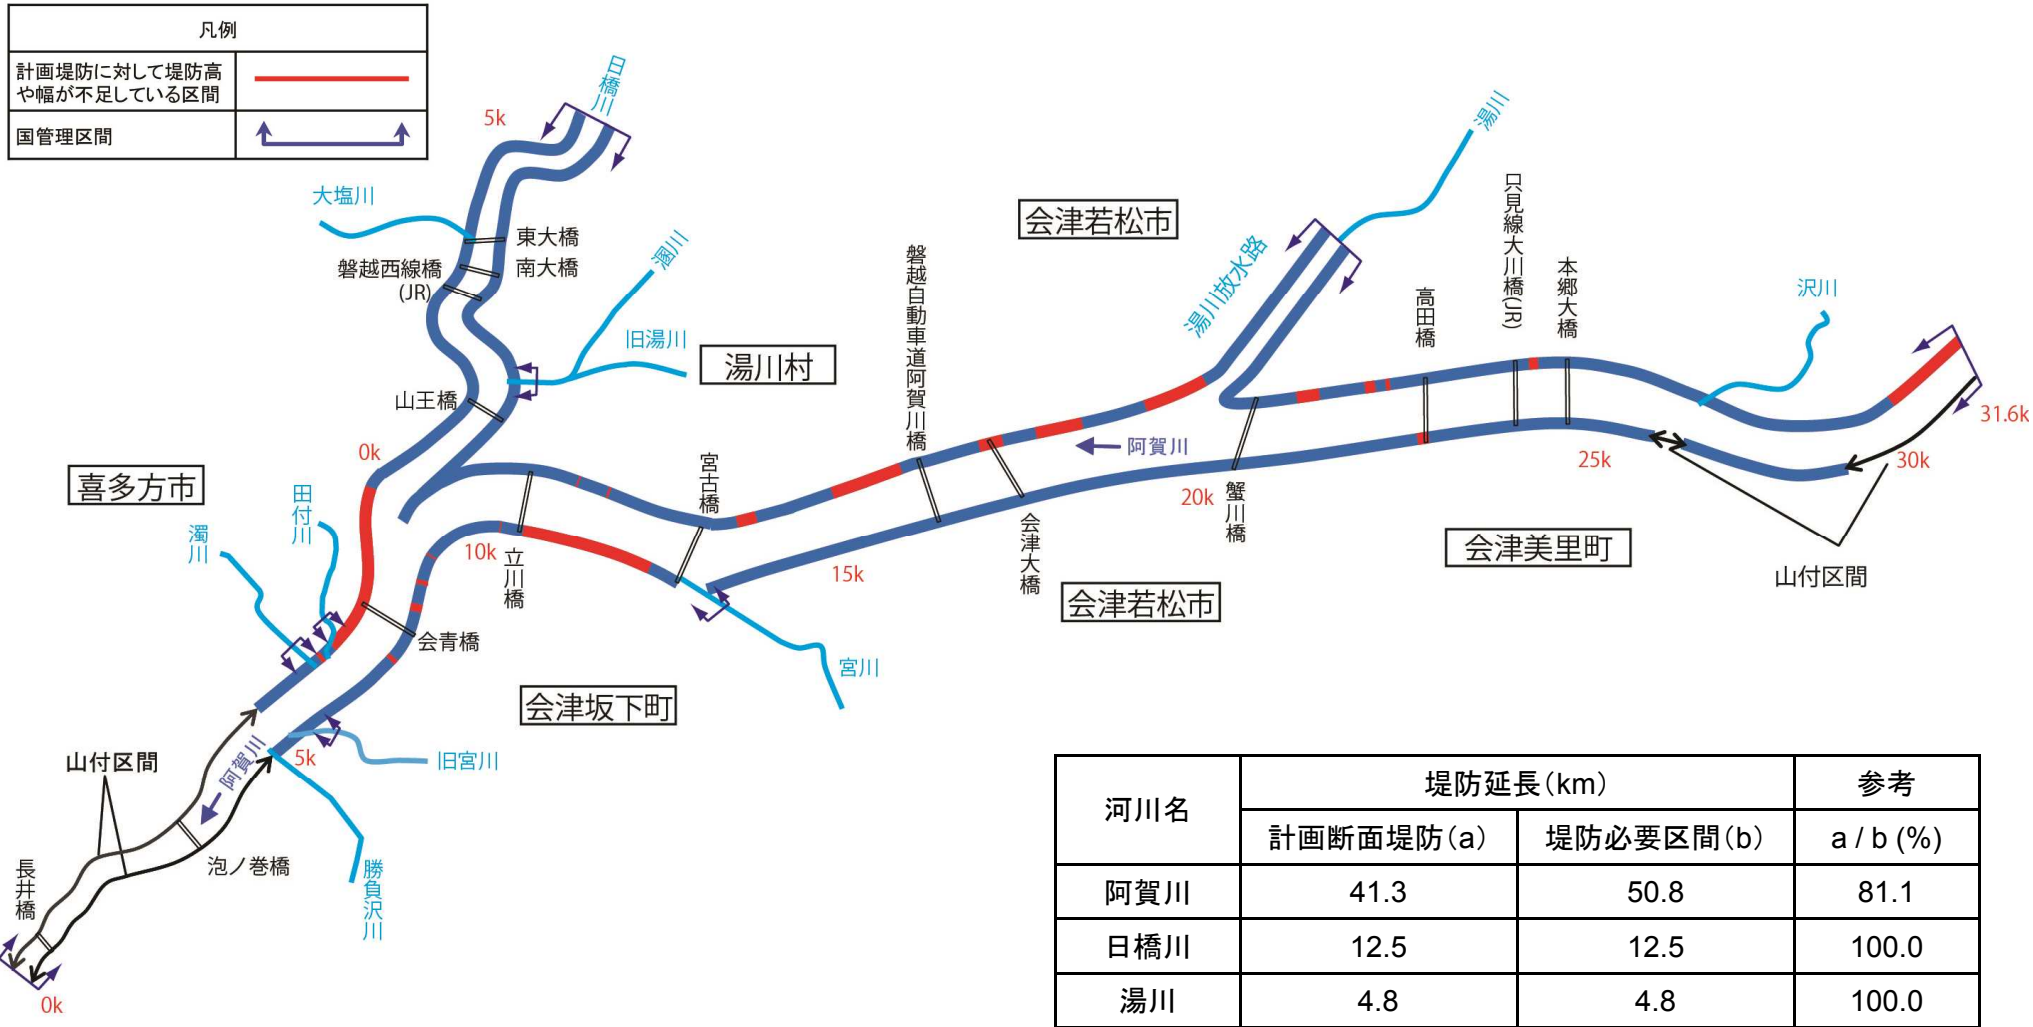 凡例
計画堤防に対して堤防高
や幅が不足している区間
国管理区間
日橋川
5k
大塩川
東大橋
南大橋
磐越西線橋
(JR)
溷川
旧湯川
湯川村
山王橋
0k
喜多方市
田付川
濁川
会青橋
10k
立川橋
宮古橋
会津坂下町
旧宮川
5k
阿賀川
山付区間
泡ノ巻橋
長井橋
勝負沢川
0k
宮川
15k
磐越自動車道阿賀川橋
会津大橋
会津若松市
阿賀川
会津若松市
湯川放水路
湯川
20k
蟹川橋
高田橋
只見線大川橋(JR)
本郷大橋
沢川
25k
30k
31.6k
会津美里町
山付区間
河川名 堤防延長(km) 参考
計画断面堤防(a) 堤防必要区間(b) a / b (%)
阿賀川 41.3 50.8 81.1
日橋川 12.5 12.5 100.0
湯川 4.8 4.8 100.0